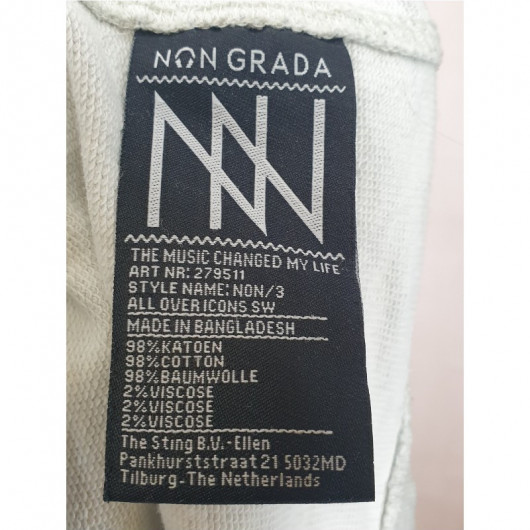 NON GRADA
NN
THE MUSIC CHANGED MY LIFE
ART NR: 279511
STYLE NAME: NON/3
ALL OVER ICONS SW
MADE IN BANGLADESH
98%KATOEN
98%COTTON
98%BAUMWOLLE
2%VISCOSE
2%VISCOSE
2%VISCOSE
The Sting B.V.-Ellen
Pankhurststraat 21 5032MD
Tilburg-The Netherlands